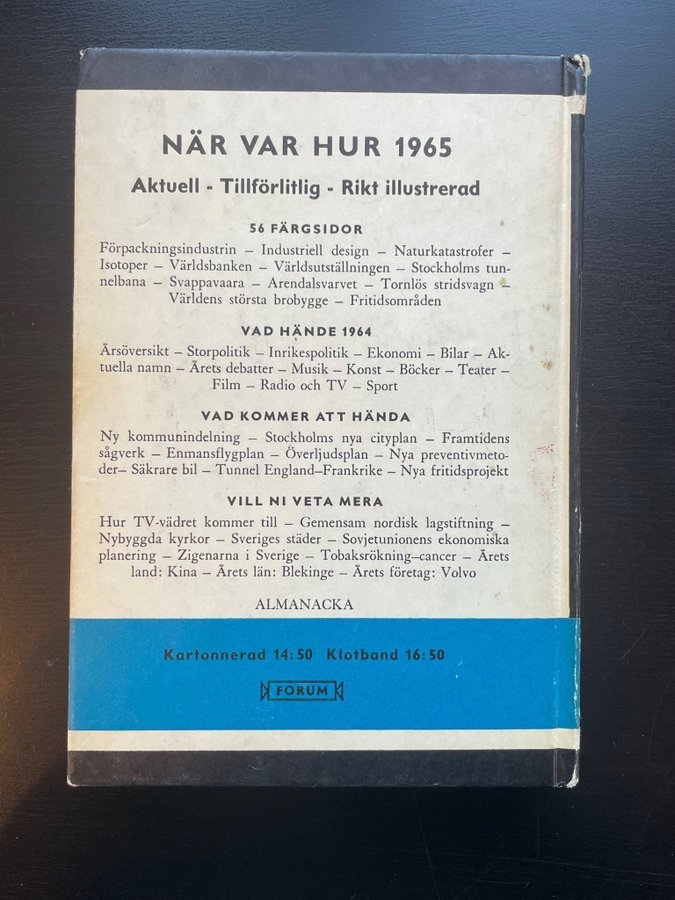 NÄR VAR HUR 1965
Aktuell - Tillförlitlig - Rikt illustrerad
56 FÄRGSIDOR
Förpackningsindustrin – Industriell design – Naturkatastrofer –
Isotoper – Världsbanken – Världsutställningen – Stockholms tun-
nelbana – Svappavaara – Arendalsvarvet – Tornlös stridsvagn –
Världens största brobygge – Fritidsområden
VAD HÄNDE 1964
Årsöversikt – Storpolitik – Inrikespolitik – Ekonomi – Bilar – Ak-
tuella namn – Årets debatter – Musik – Konst – Böcker – Teater –
Film – Radio och TV – Sport
VAD KOMMER ATT HÄNDA
Ny kommunindelning – Stockholms nya cityplan – Framtidens
sågverk – Enmansflygplan – Överljudsplan – Nya preventivmeto-
der– Säkrare bil – Tunnel England–Frankrike – Nya fritidsprojekt
VILL NI VETA MERA
Hur TV-vädret kommer till – Gemensam nordisk lagstiftning –
Nybyggda kyrkor – Sveriges städer – Sovjetunionens ekonomiska
planering – Zigenarna i Sverige – Tobaksrökning–cancer – Årets
land: Kina – Årets län: Blekinge – Årets företag: Volvo
ALMANACKA
Kartonnerad 14:50 Klotband 16:50
FORUM